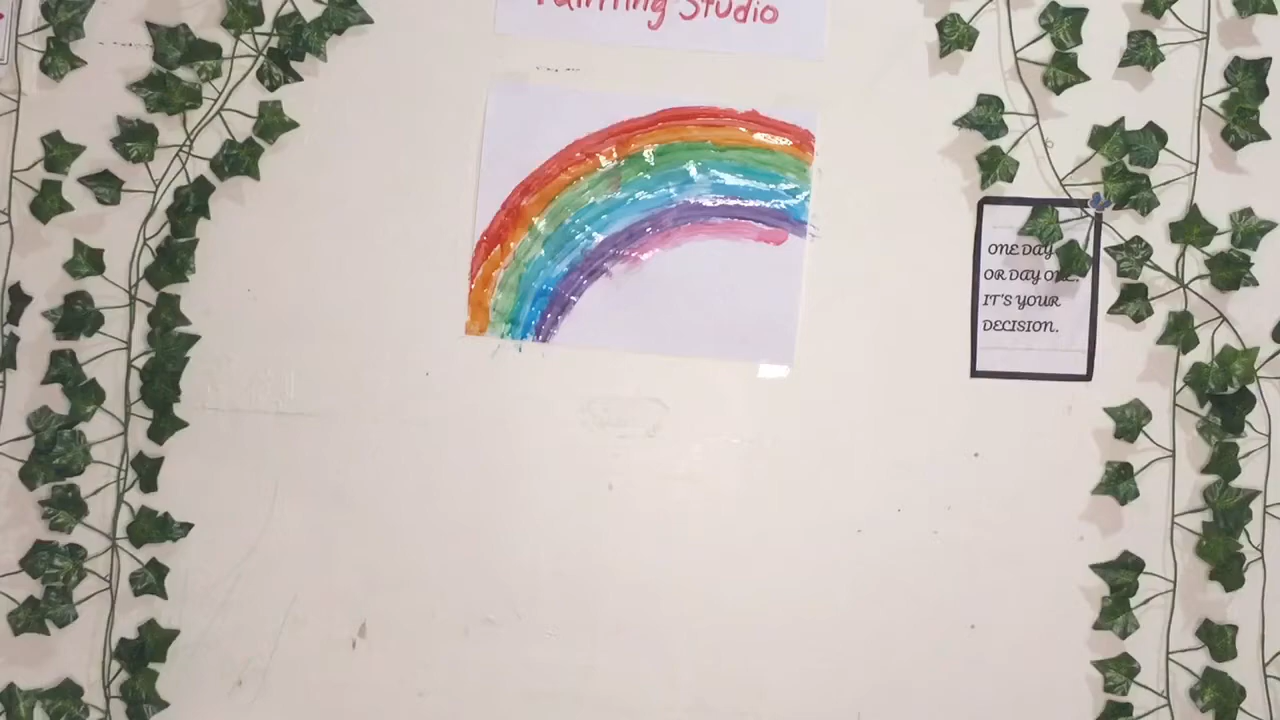 Painting Studio
ONE DAY
OR DAY ONE.
IT'S YOUR
DECISION.